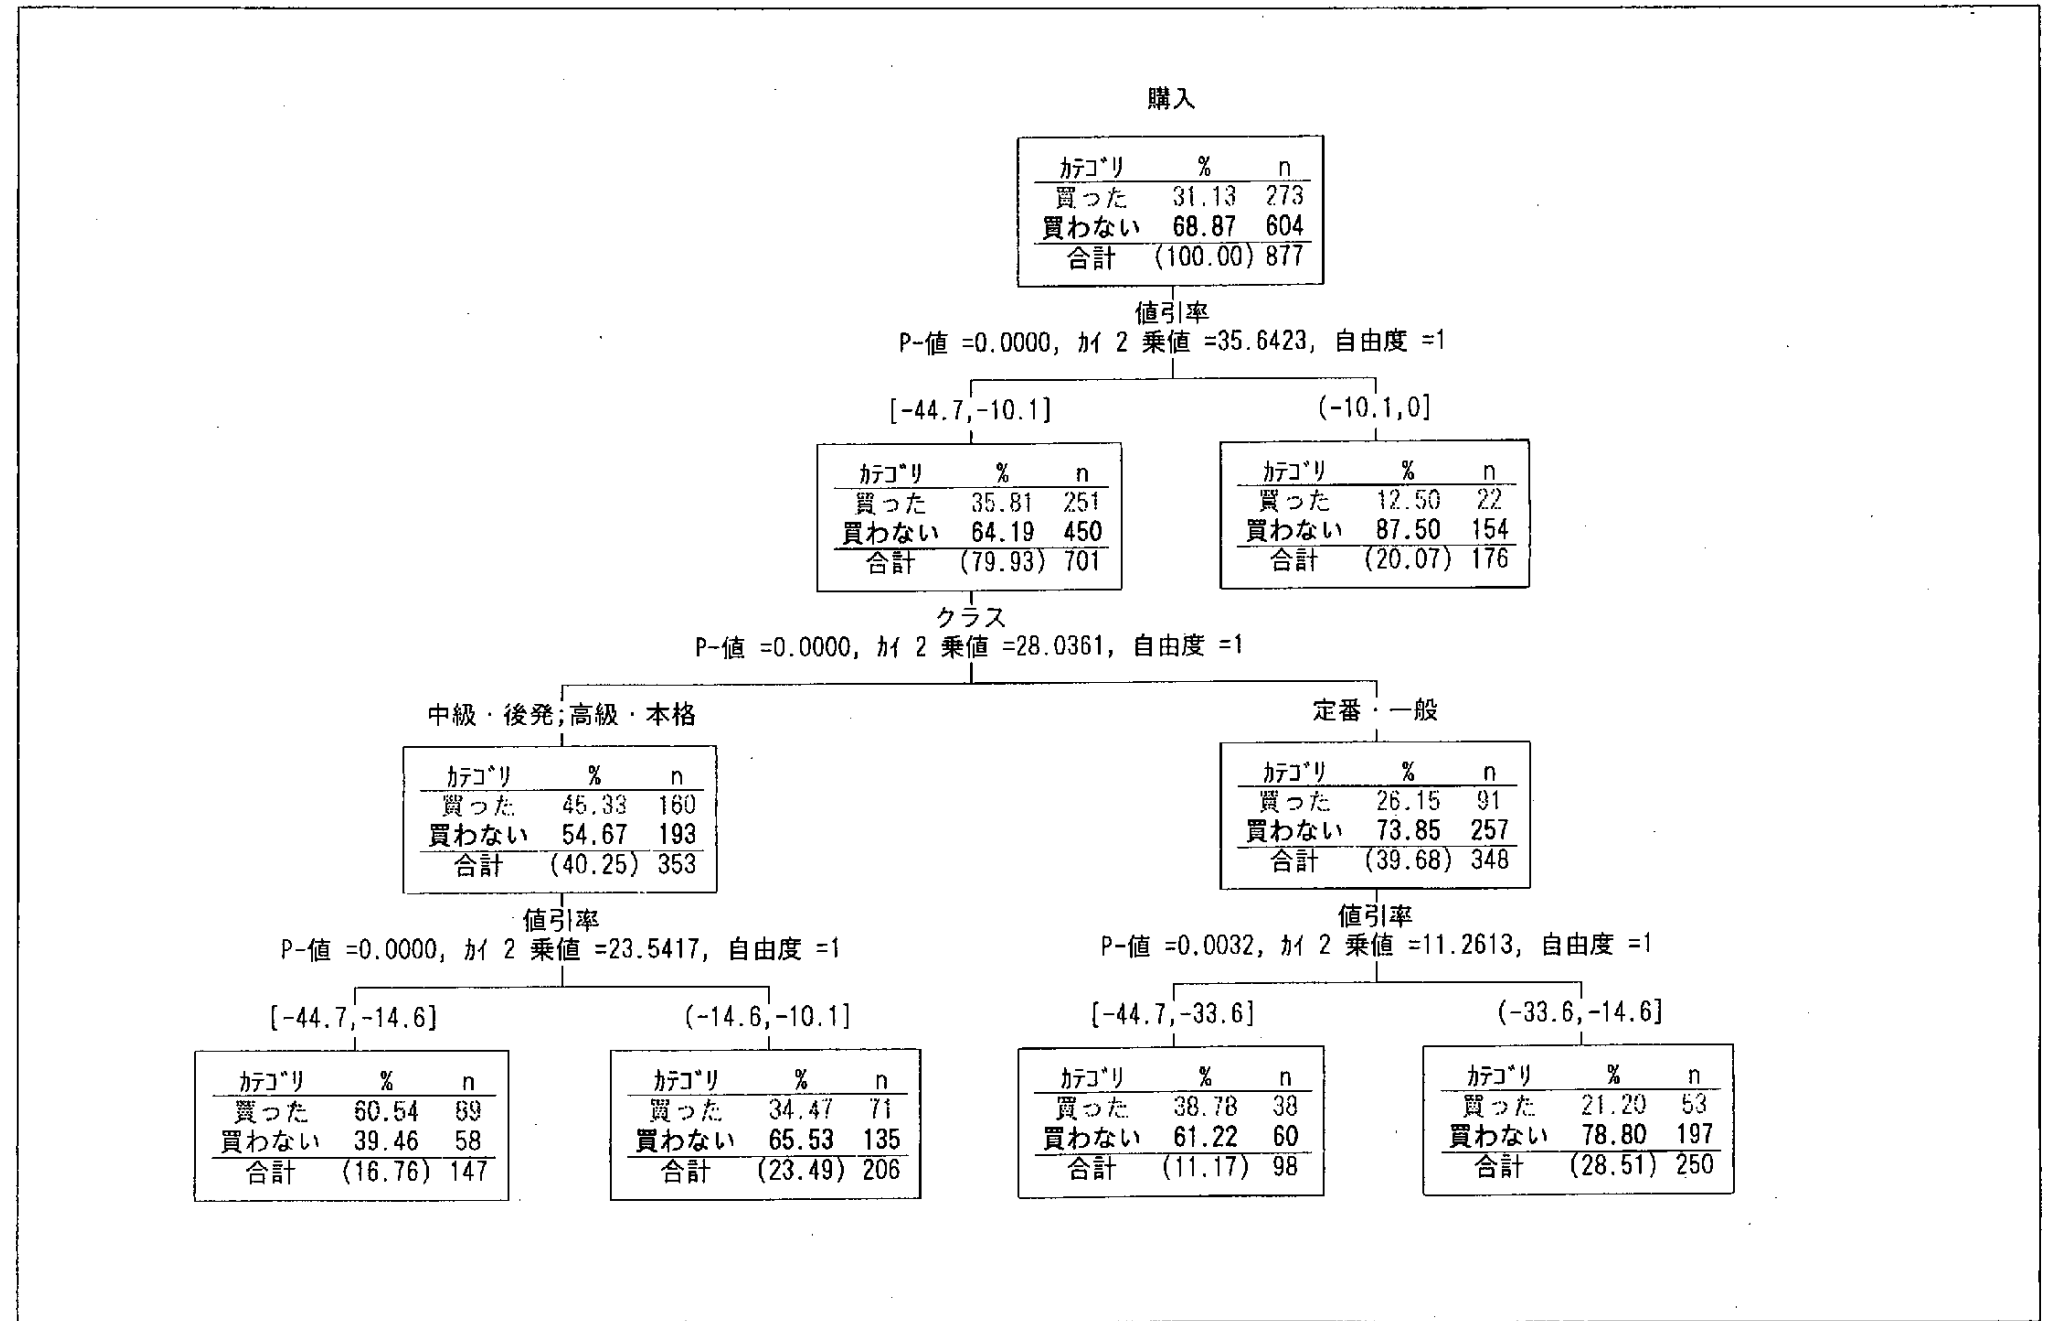 購入
カテゴリ % n
買った 31.13 273
買わない 68.87 604
合計 (100.00) 877
値引率
P-値 =0.0000, カイ 2 乗値 =35.6423, 自由度 =1
[-44.7,-10.1]
カテゴリ % n
買った 35.81 251
買わない 64.19 450
合計 (79.93) 701
(-10.1,0]
カテゴリ % n
買った 12.50 22
買わない 87.50 154
合計 (20.07) 176
クラス
P-値 =0.0000, カイ 2 乗値 =28.0361, 自由度 =1
中級・後発;高級・本格
カテゴリ % n
買った 45.33 160
買わない 54.67 193
合計 (40.25) 353
定番・一般
カテゴリ % n
買った 26.15 91
買わない 73.85 257
合計 (39.68) 348
値引率
P-値 =0.0000, カイ 2 乗値 =23.5417, 自由度 =1
[-44.7,-14.6]
カテゴリ % n
買った 60.54 89
買わない 39.46 58
合計 (16.76) 147
(-14.6,-10.1]
カテゴリ % n
買った 34.47 71
買わない 65.53 135
合計 (23.49) 206
値引率
P-値 =0.0032, カイ 2 乗値 =11.2613, 自由度 =1
[-44.7,-33.6]
カテゴリ % n
買った 38.78 38
買わない 61.22 60
合計 (11.17) 98
(-33.6,-14.6]
カテゴリ % n
買った 21.20 53
買わない 78.80 197
合計 (28.51) 250